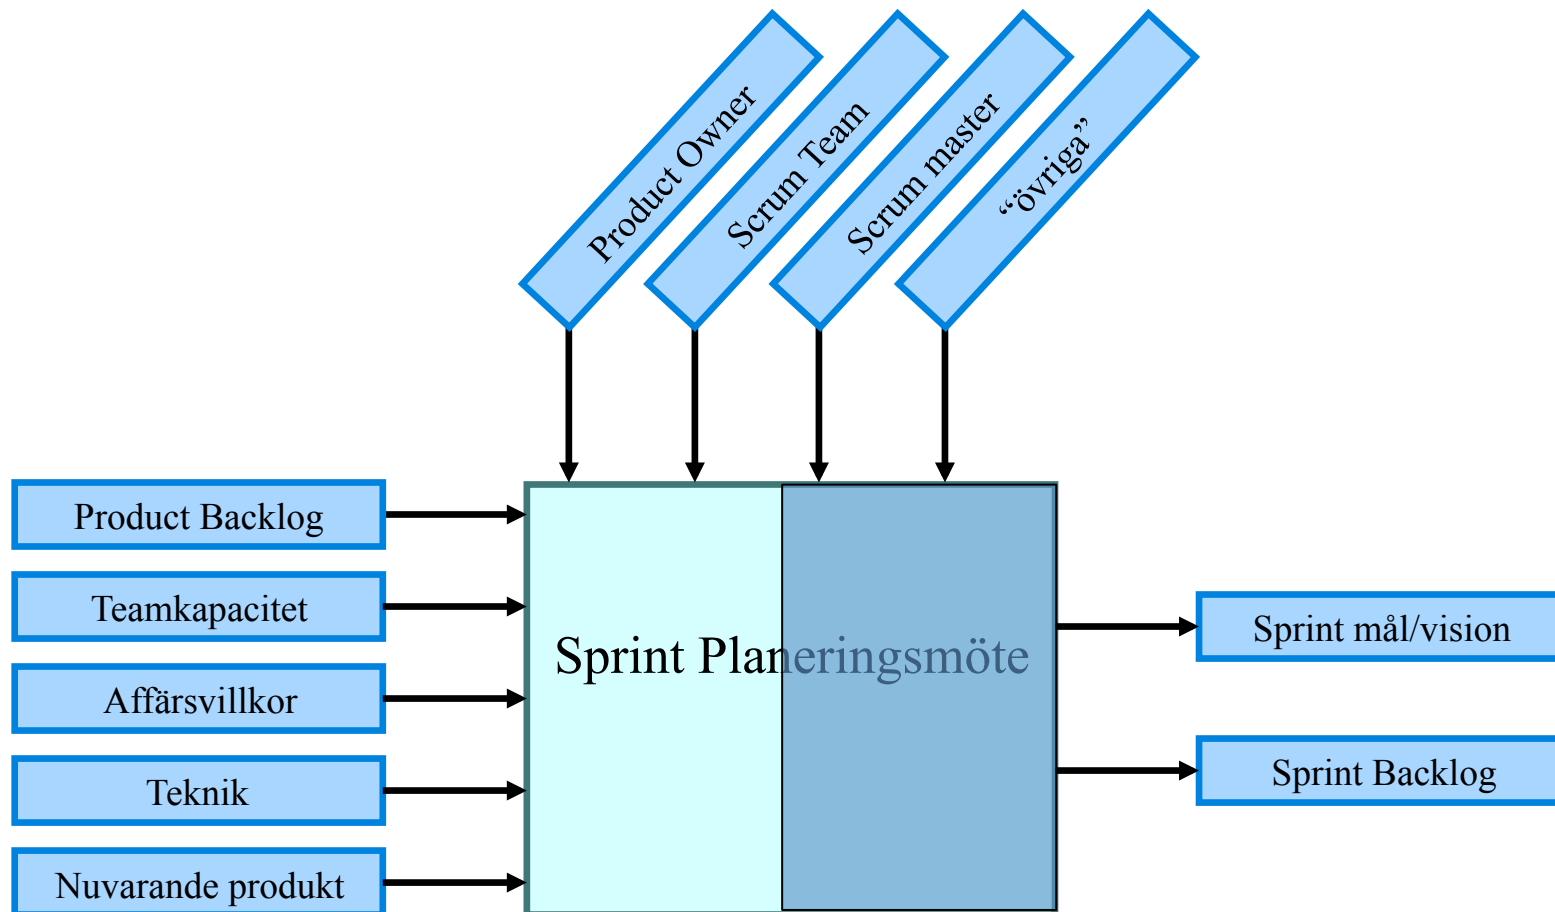 Product Owner
Scrum Team
Scrum master
“övriga”
Product Backlog
Teamkapacitet
Affärsvillkor
Teknik
Nuvarande produkt
Sprint Planeringsmöte
Sprint mål/vision
Sprint Backlog